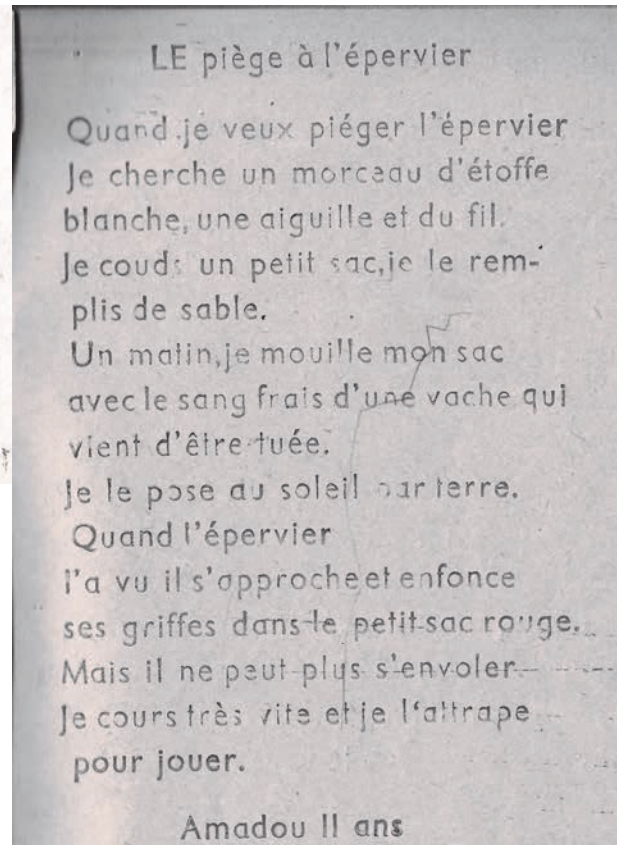 LE piège à l'épervier
Quand je veux piéger l'épervier
Je cherche un morceau d'étoffe
blanche, une aiguille et du fil.
Je couds un petit sac, je le rem-
plis de sable.
Un matin, je mouille mon sac
avec le sang frais d'une vache qui
vient d'être tuée.
Je le pose au soleil par terre.
Quand l'épervier
l'a vu il s'approche et enfonce
ses griffes dans le petit sac rouge.
Mais il ne peut plus s'envoler
Je cours très vite et je l'attrape
pour jouer.
Amadou 11 ans